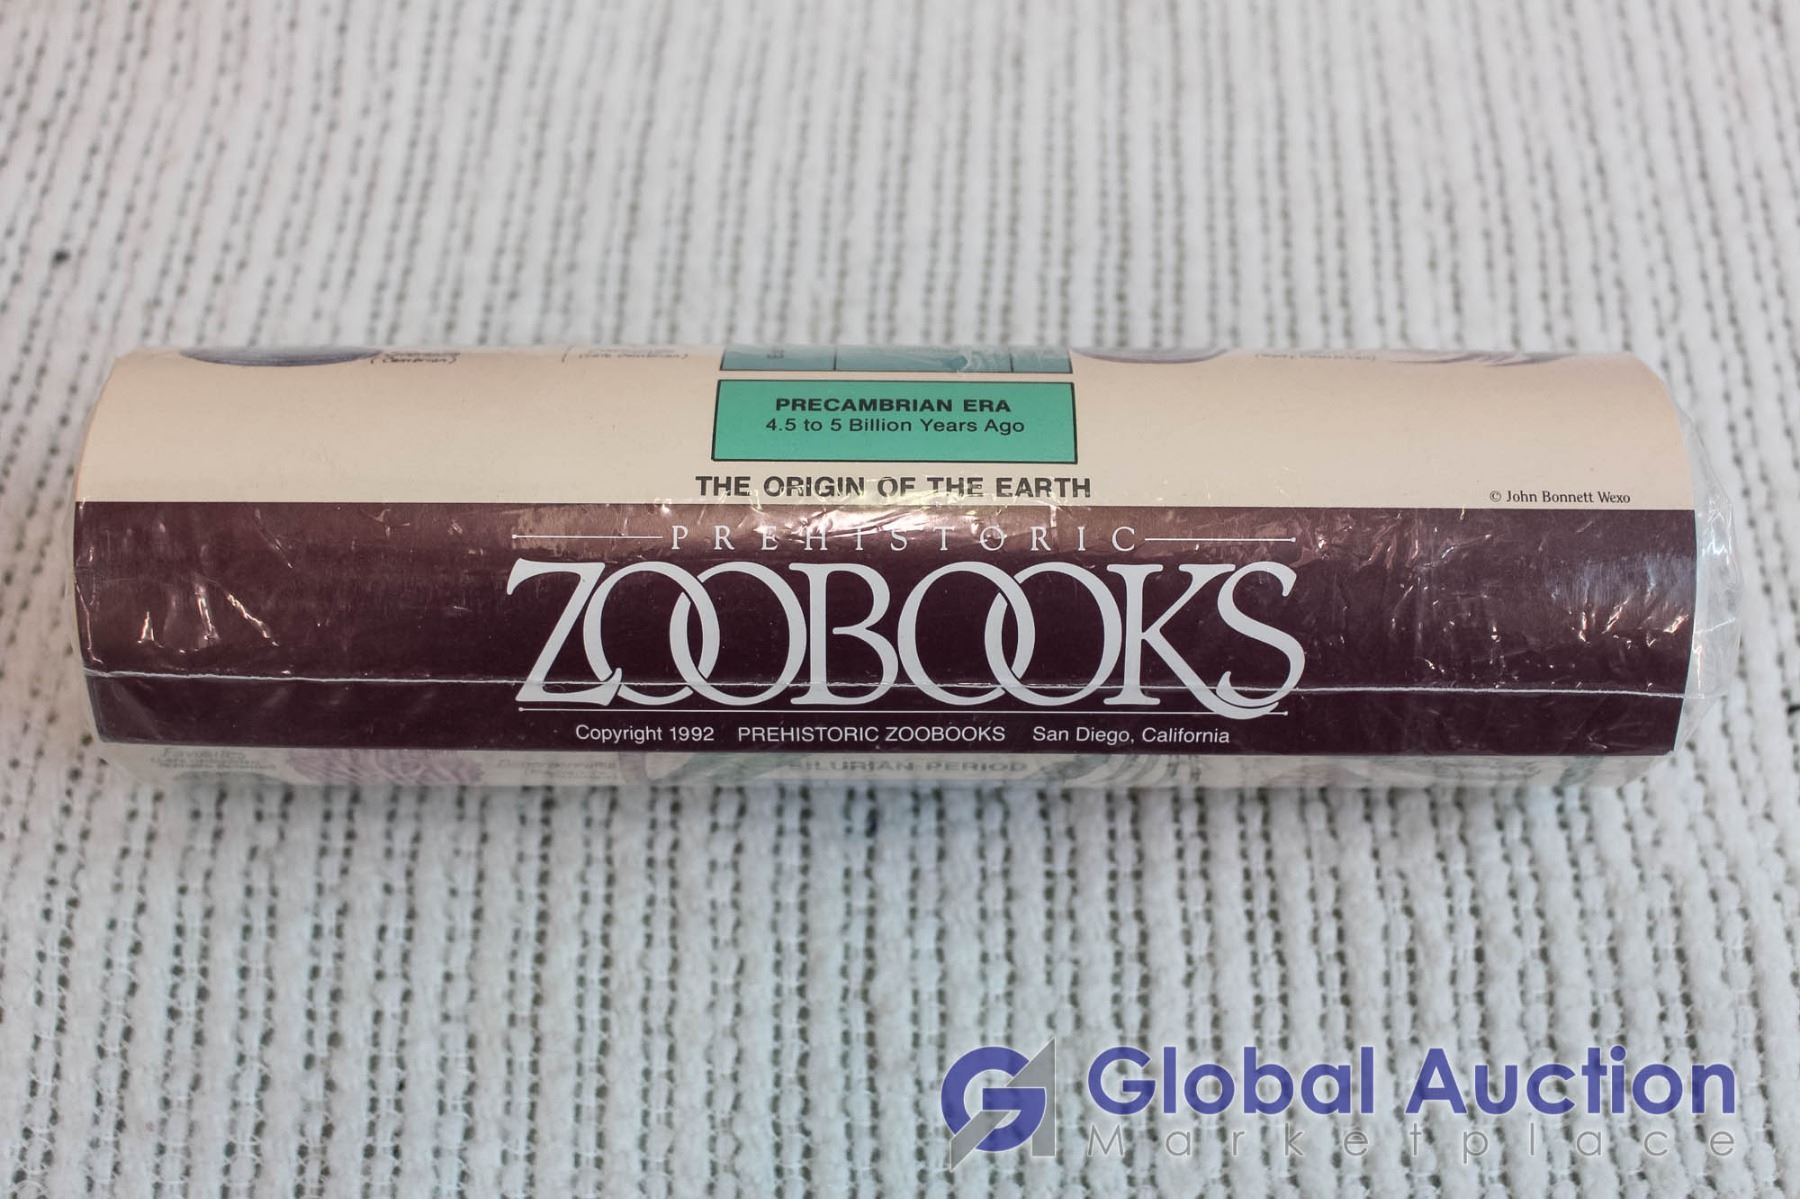 (Cambrian)
PRECAMBRIAN ERA
4.5 to 5 Billion Years Ago
THE ORIGIN OF THE EARTH
© John Bonnett Wexo
PREHISTORIC
ZOOBOOKS
Copyright 1992 PREHISTORIC ZOOBOOKS San Diego, California
SILURIAN PERIOD
Global Auction
Marketplace